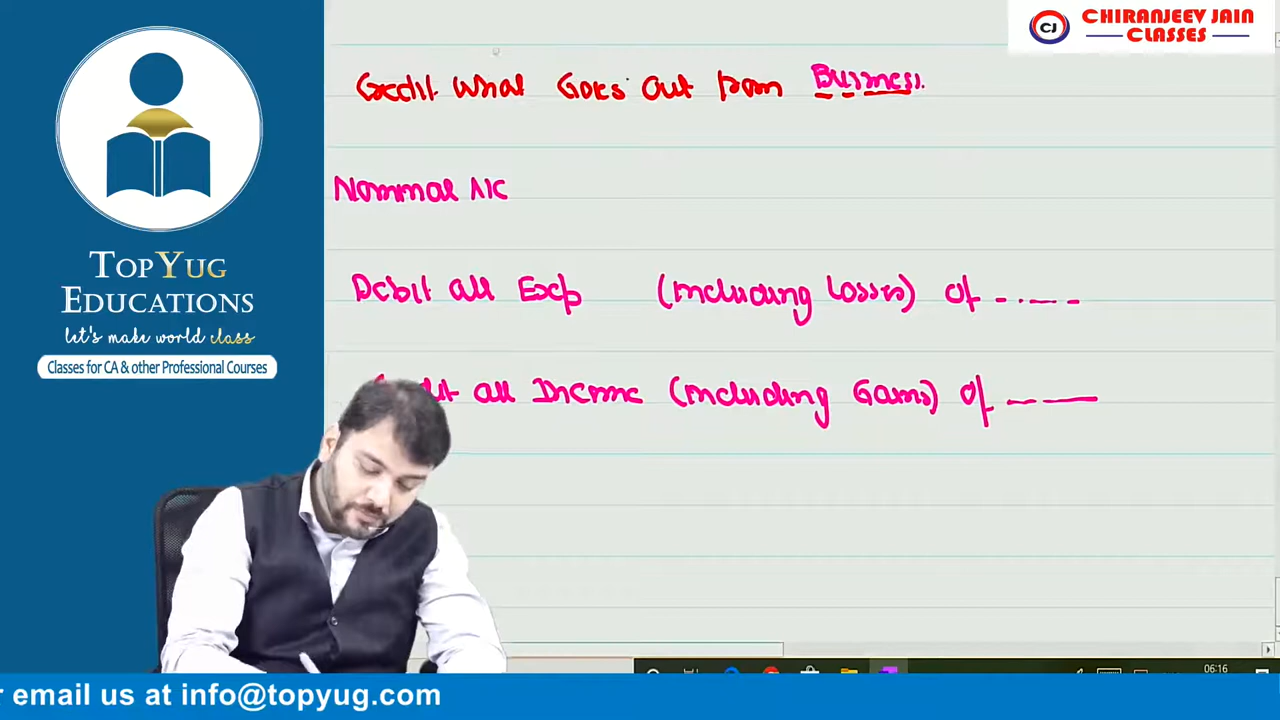 CHIRANJEEV JAIN
CJ
CLASSES
Credit What Goes Out from Business.
Nominal A/c
Debit all Exp (including Losses) of -----
Credit all Income (including Gains) of -----
TOPYUG
EDUCATIONS
let's make world class
Classes for CA & other Professional Courses
06:16
r email us at info@topyug.com